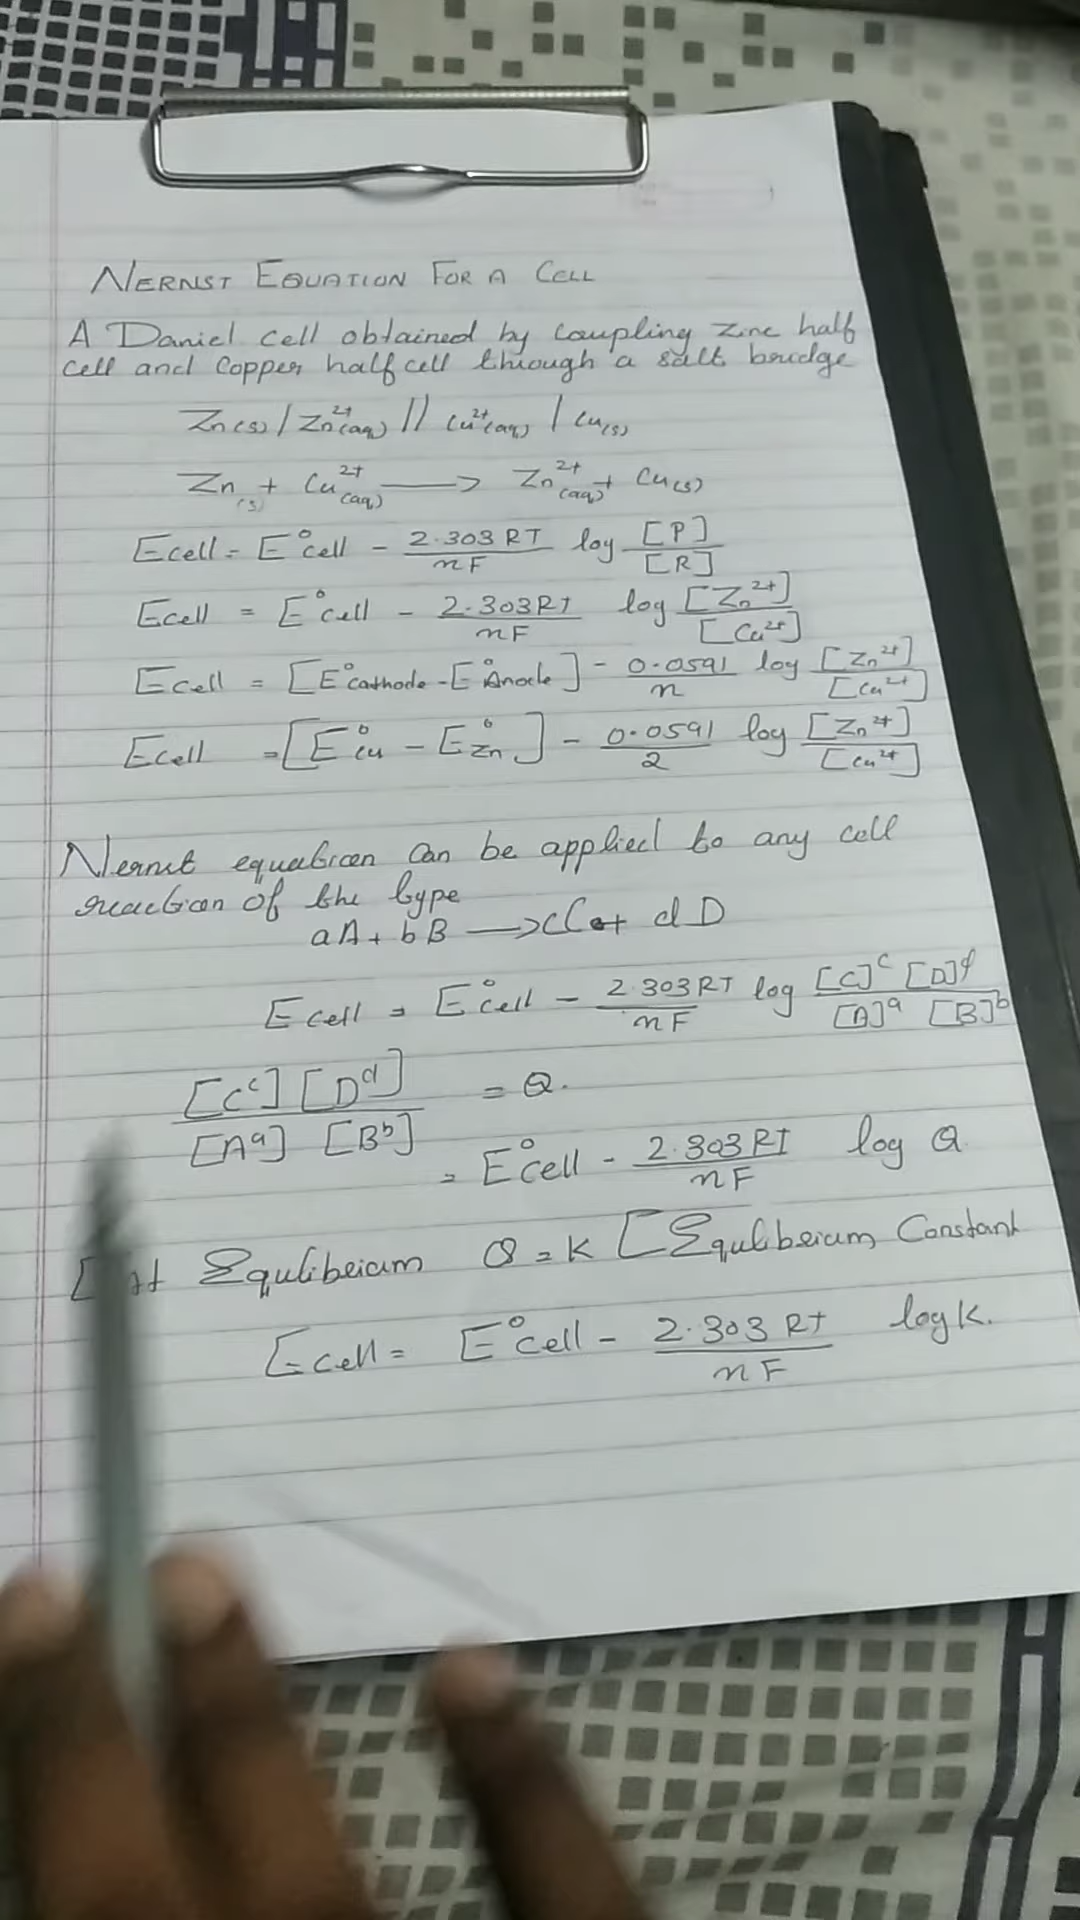 NERNST EQUATION FOR A CELL
A Daniel cell obtained by coupling Zinc half
cell and Copper half cell through a salt bridge
Zn(s) / Zn²⁺(aq) // Cu²⁺(aq) / Cu(s)
Zn(s) + Cu²⁺(aq) ⟶ Zn²⁺(aq) + Cu(s)
Ecell = E°cell - 2.303 RT/nF log [P]/[R]
Ecell = E°cell - 2.303Rt/nF log [Zn²⁺]/[Cu²⁺]
Ecell = [E°cathode - E°Anode] - 0.0591/n log [Zn²⁺]/[Cu²⁺]
Ecell = [E°Cu - E°Zn] - 0.0591/2 log [Zn²⁺]/[Cu²⁺]
Nernst equation can be applied to any cell
reaction of the type
aA + bB ⟶ cC + dD
Ecell = E°cell - 2.303RT/nF log [C]ᶜ [D]ᵈ/[A]ᵃ [B]ᵇ
[Cᶜ] [Dᵈ]/[Aᵃ] [Bᵇ] = Q.
= E°cell - 2.303 RT/nF log Q
Equlibrium Q = K [Equlibrium Constant
Ecell = E°cell - 2.303 Rt/nF log K.